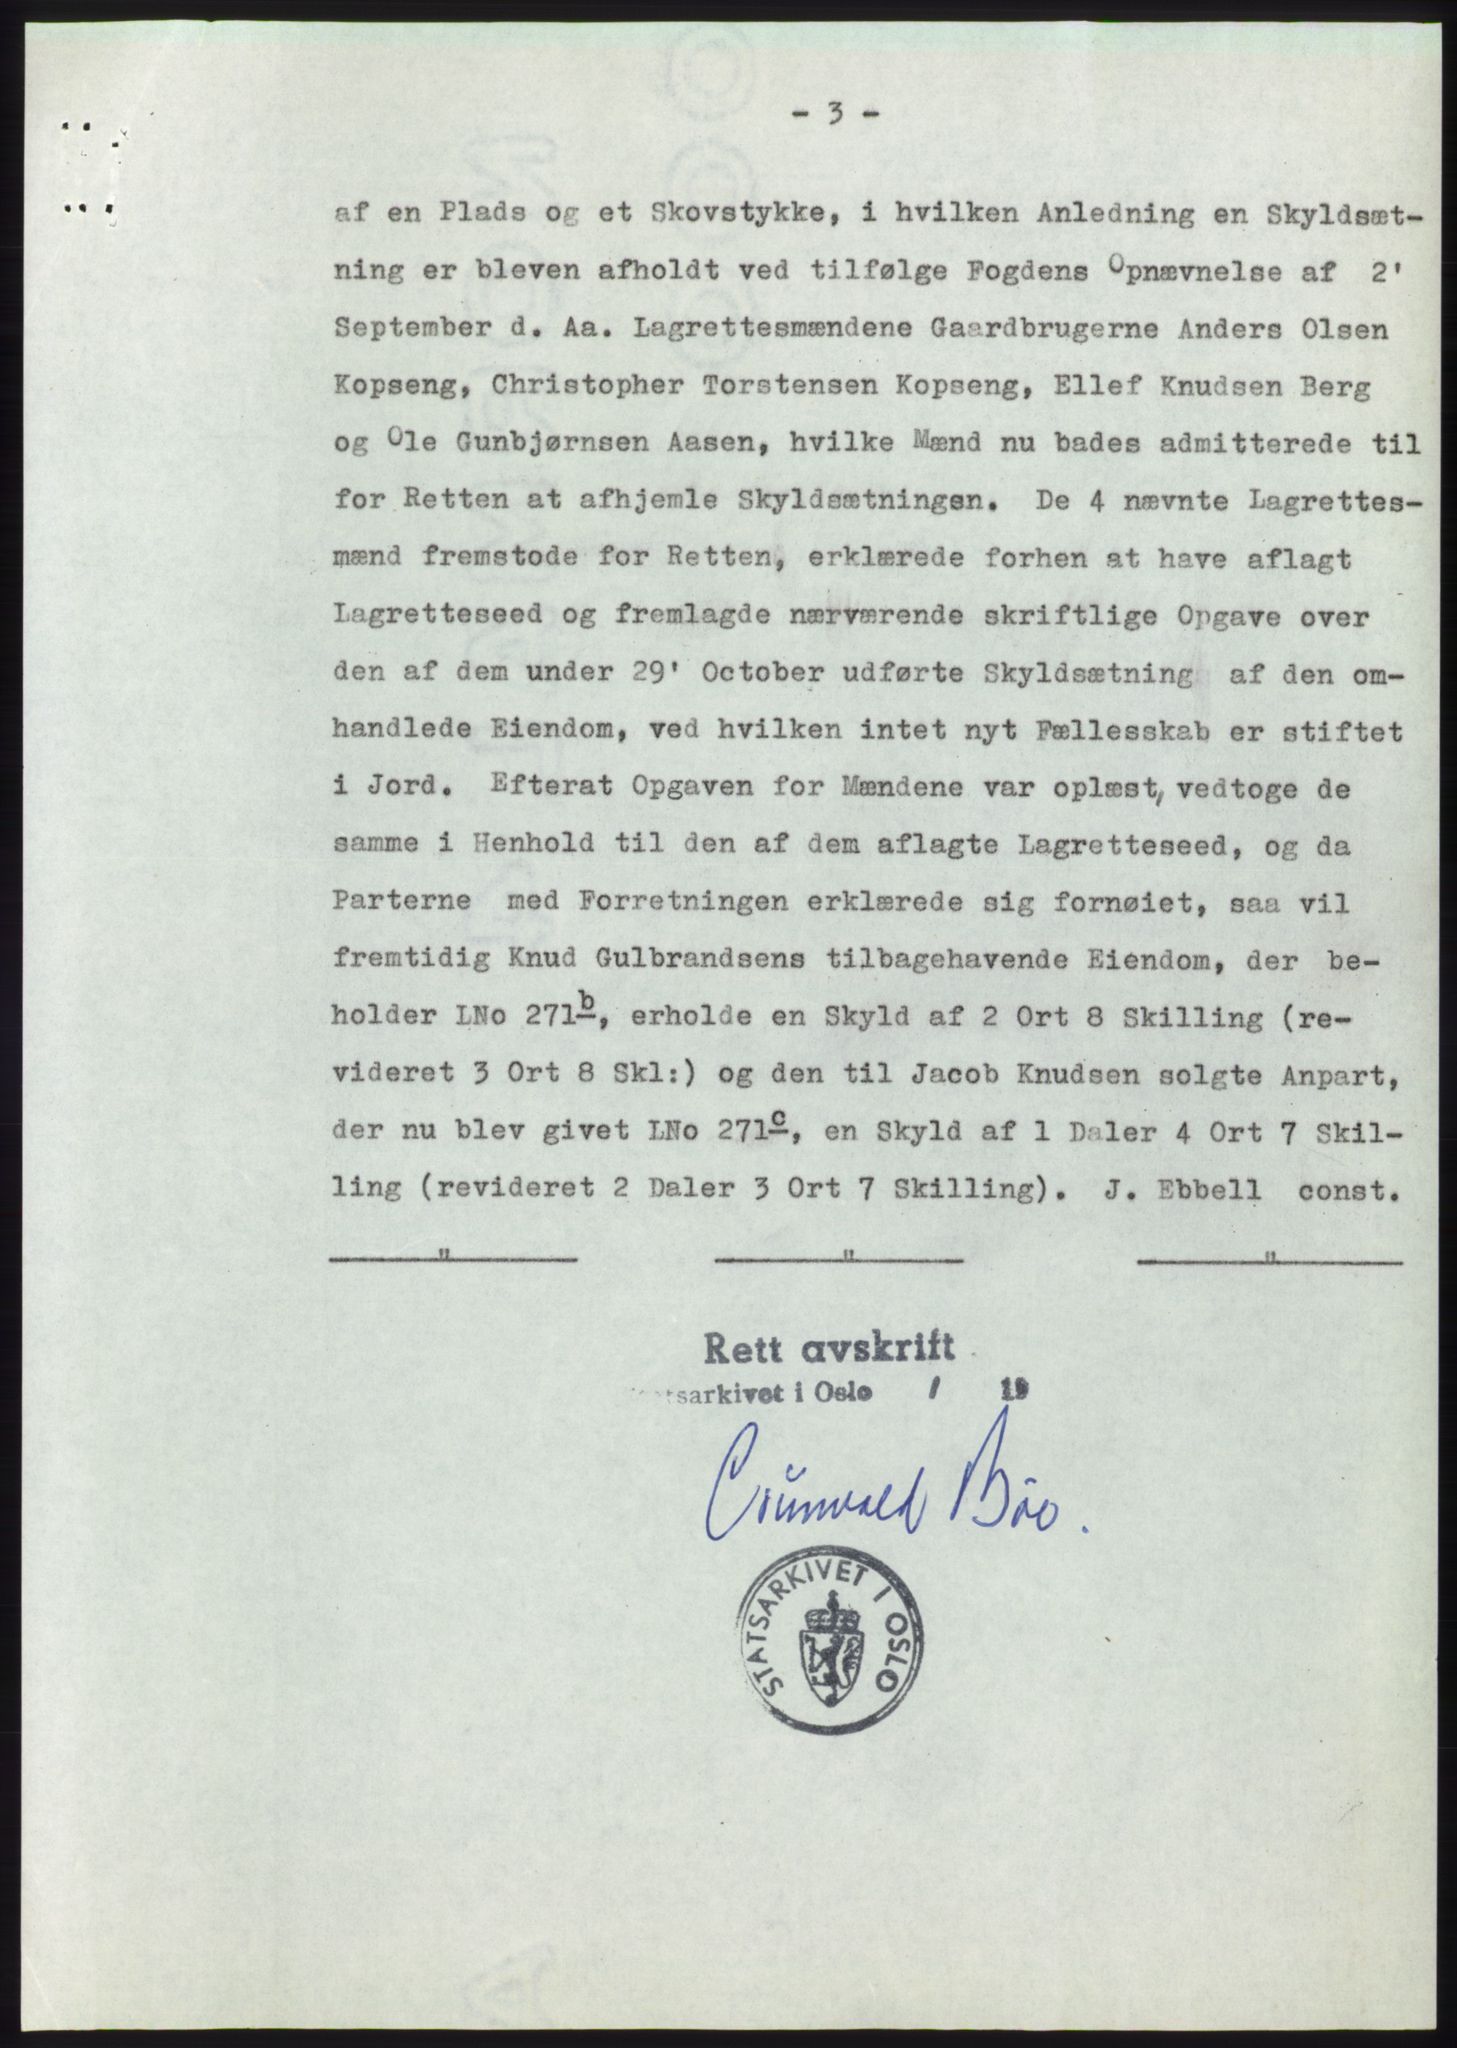 - 3 -
af en Plads og et Skovstykke, i hvilken Anledning en Skyldsæt-
ning er bleven afholdt ved tilfølge Fogdens Opnævnelse af 2'
September d. Aa. Lagrettesmændene Gaardbrugerne Anders Olsen
Kopseng, Christopher Torstensen Kopseng, Ellef Knudsen Berg
og Ole Gunbjørnsen Aasen, hvilke Mænd nu bades admitterede til
for Retten at afhjemle Skyldsætningen. De 4 nævnte Lagrettes-
mænd fremstode for Retten, erklærede forhen at have aflagt
Lagretteseed og fremlagde nærværende skriftlige Opgave over
den af dem under 29' October udførte Skyldsætning af den om-
handlede Eiendom, ved hvilken intet nyt Fællesskab er stiftet
i Jord. Efterat Opgaven for Mændene var oplæst, vedtoge de
samme i Henhold til den af dem aflagte Lagretteseed, og da
Parterne med Forretningen erklærede sig fornøiet, saa vil
fremtidig Knud Gulbrandsens tilbagehavende Eiendom, der be-
holder LNo 271b, erholde en Skyld af 2 Ort 8 Skilling (re-
videret 3 Ort 8 Skl:) og den til Jacob Knudsen solgte Anpart,
der nu blev givet LNo 271c, en Skyld af 1 Daler 4 Ort 7 Skil-
ling (revideret 2 Daler 3 Ort 7 Skilling). J. Ebbell const.
" " "
Rett avskrift
tsarkivet i Oslo / 19
Bøe.
STATSARKIVET I OSLO